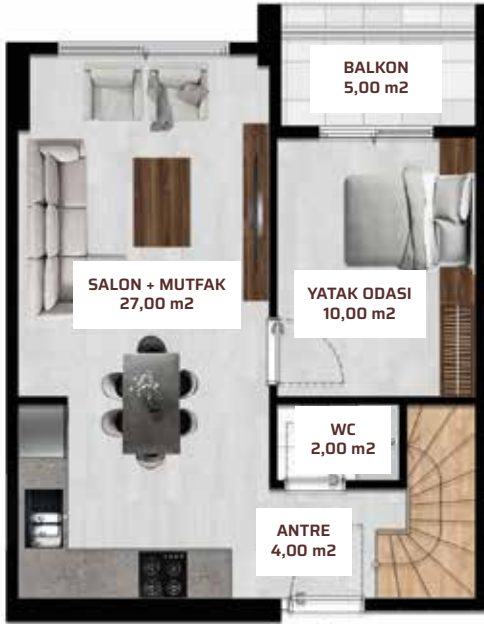 BALKON
5,00 m2
SALON + MUTFAK
27,00 m2
YATAK ODASI
10,00 m2
WC
2,00 m2
ANTRE
4,00 m2